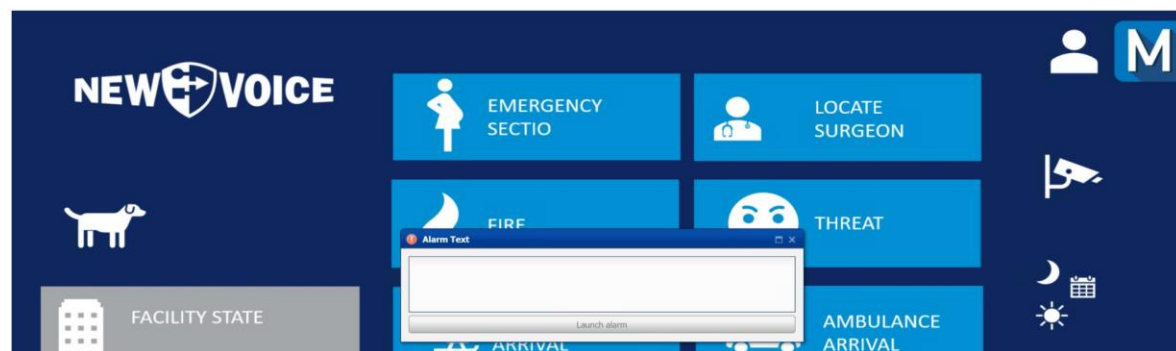 NEW VOICE
M
EMERGENCY
SECTIO
LOCATE
SURGEON
FIRE
THREAT
Alarm Text
Launch alarm
FACILITY STATE
ARRIVAL
AMBULANCE
ARRIVAL